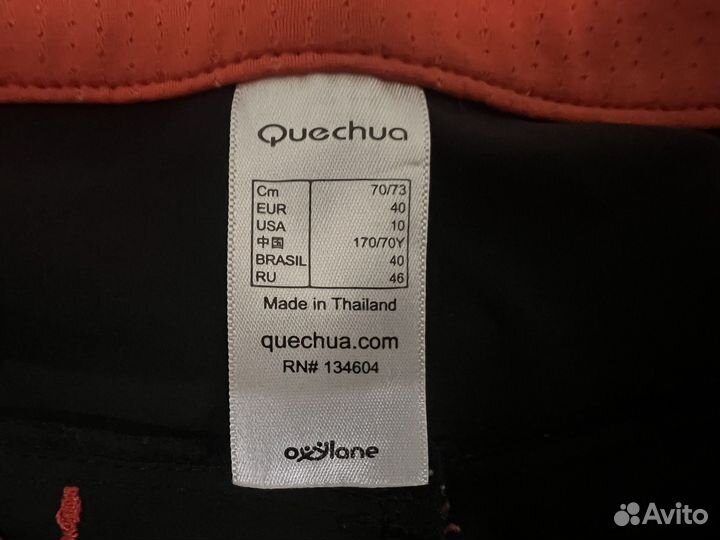 Quechua
Cm 70/73
EUR 40
USA 10
中国 170/70Y
BRASIL 40
RU 46
Made in Thailand
quechua.com
RN# 134604
oxylane
Avito